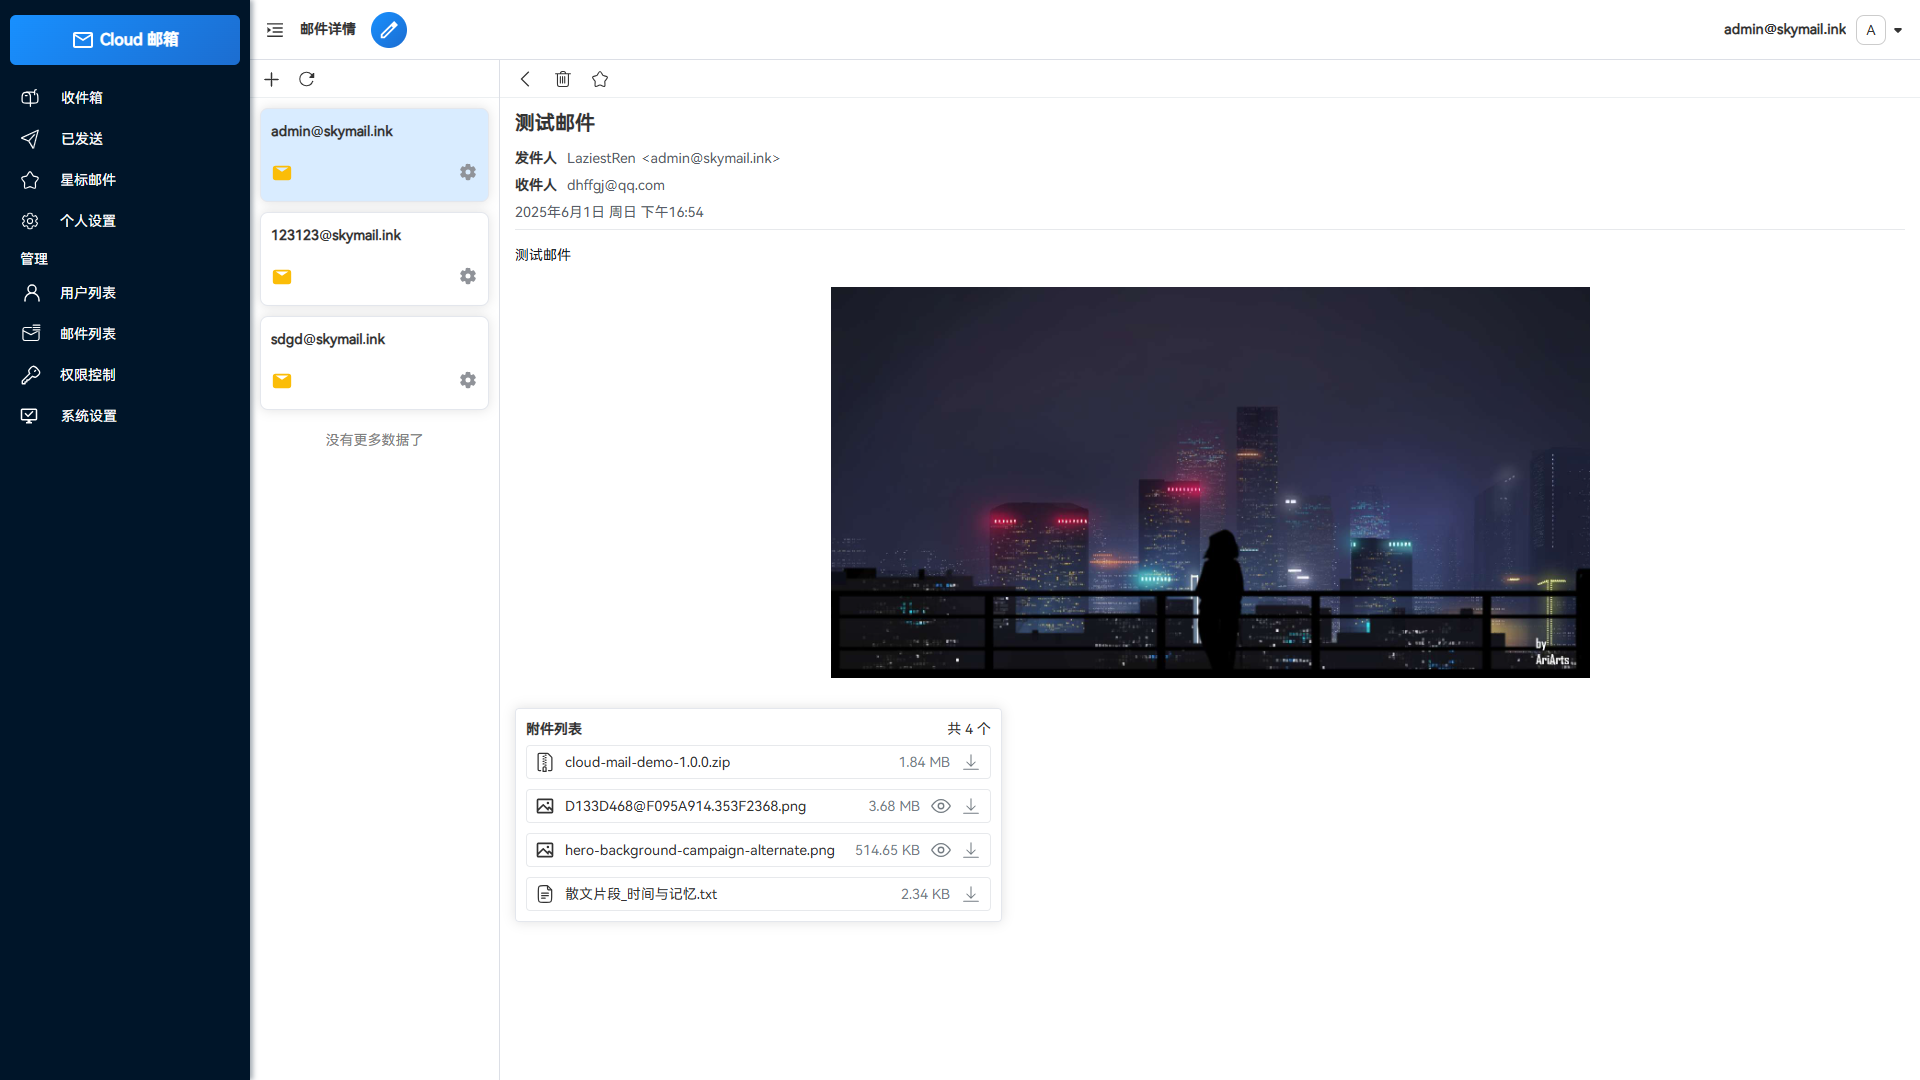 Cloud 邮箱
收件箱
已发送
星标邮件
个人设置
管理
用户列表
邮件列表
权限控制
系统设置
邮件详情
admin@skymail.ink
A
admin@skymail.ink
123123@skymail.ink
sdgd@skymail.ink
没有更多数据了
测试邮件
发件人 LaziestRen <admin@skymail.ink>
收件人 dhffgj@qq.com
2025年6月1日 周日 下午16:54
测试邮件
by
AriArts
附件列表 共 4 个
cloud-mail-demo-1.0.0.zip 1.84 MB
D133D468@F095A914.353F2368.png 3.68 MB
hero-background-campaign-alternate.png 514.65 KB
散文片段_时间与记忆.txt 2.34 KB